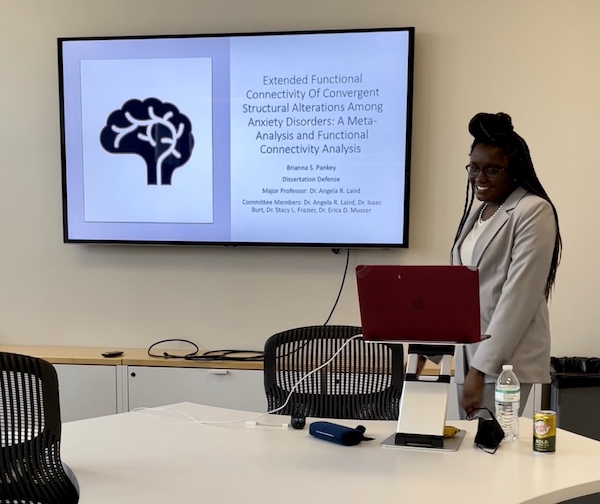 Extended Functional
Connectivity Of Convergent
Structural Alterations Among
Anxiety Disorders: A Meta-
Analysis and Functional
Connectivity Analysis
Brianna S. Pankey
Dissertation Defense
Major Professor: Dr. Angela R. Laird
Committee Members: Dr. Angela R. Laird, Dr. Isaac
Burt, Dr. Stacy L. Frazier, Dr. Erica D. Musser